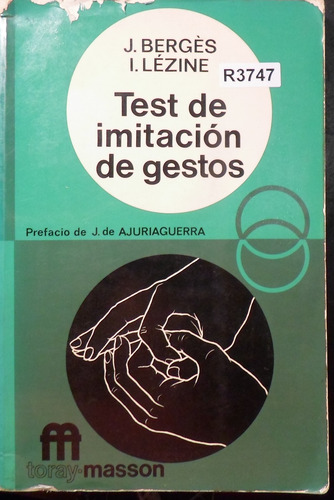 J. BERGÈS
I. LÉZINE
R3747
Test de
imitación
de gestos
Prefacio de J. de AJURIAGUERRA
toray-masson